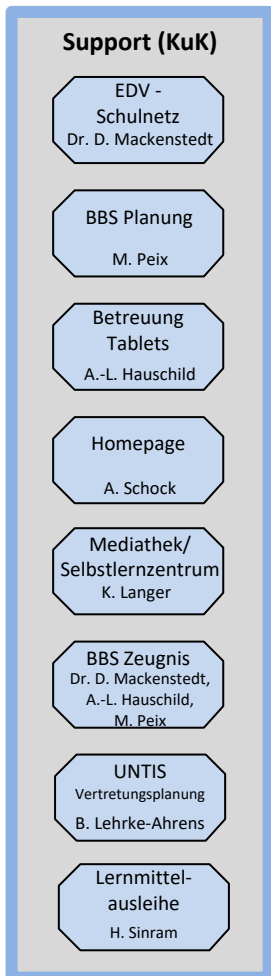 Support (KuK)
EDV -
Schulnetz
Dr. D. Mackenstedt
BBS Planung
M. Peix
Betreuung
Tablets
A.-L. Hauschild
Homepage
A. Schock
Mediathek/
Selbstlernzentrum
K. Langer
BBS Zeugnis
Dr. D. Mackenstedt,
A.-L. Hauschild,
M. Peix
UNTIS
Vertretungsplanung
B. Lehrke-Ahrens
Lernmittel-
ausleihe
H. Sinram